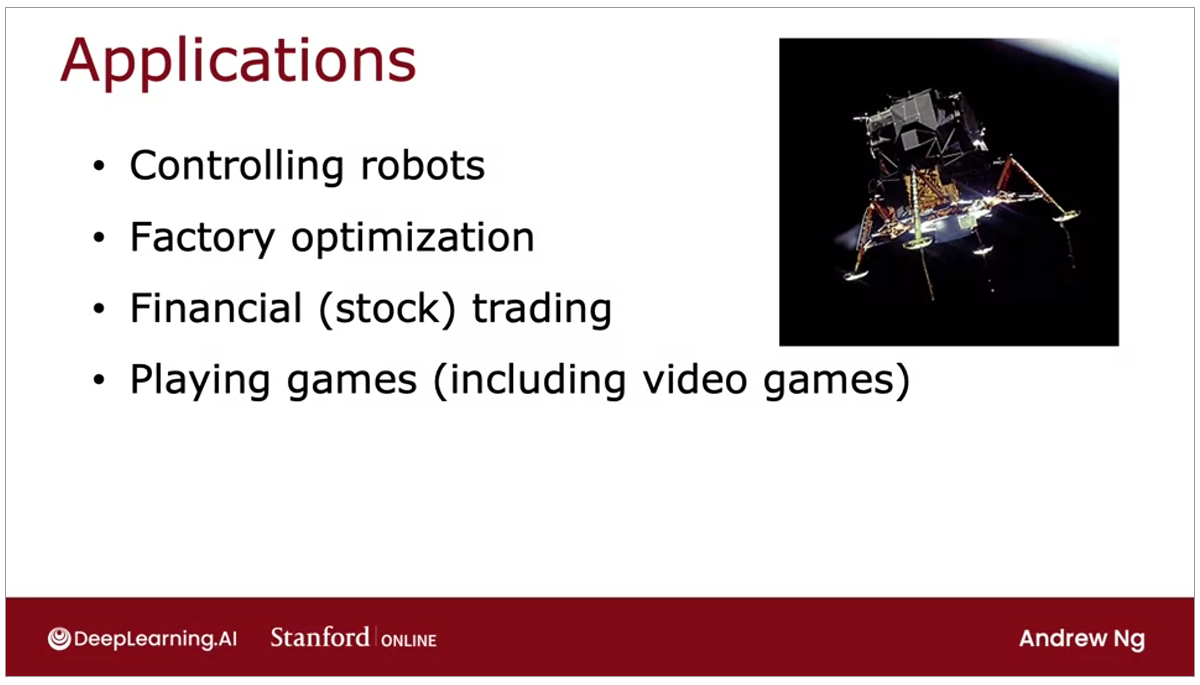 Applications
• Controlling robots
• Factory optimization
• Financial (stock) trading
• Playing games (including video games)
DeepLearning.AI Stanford | ONLINE Andrew Ng